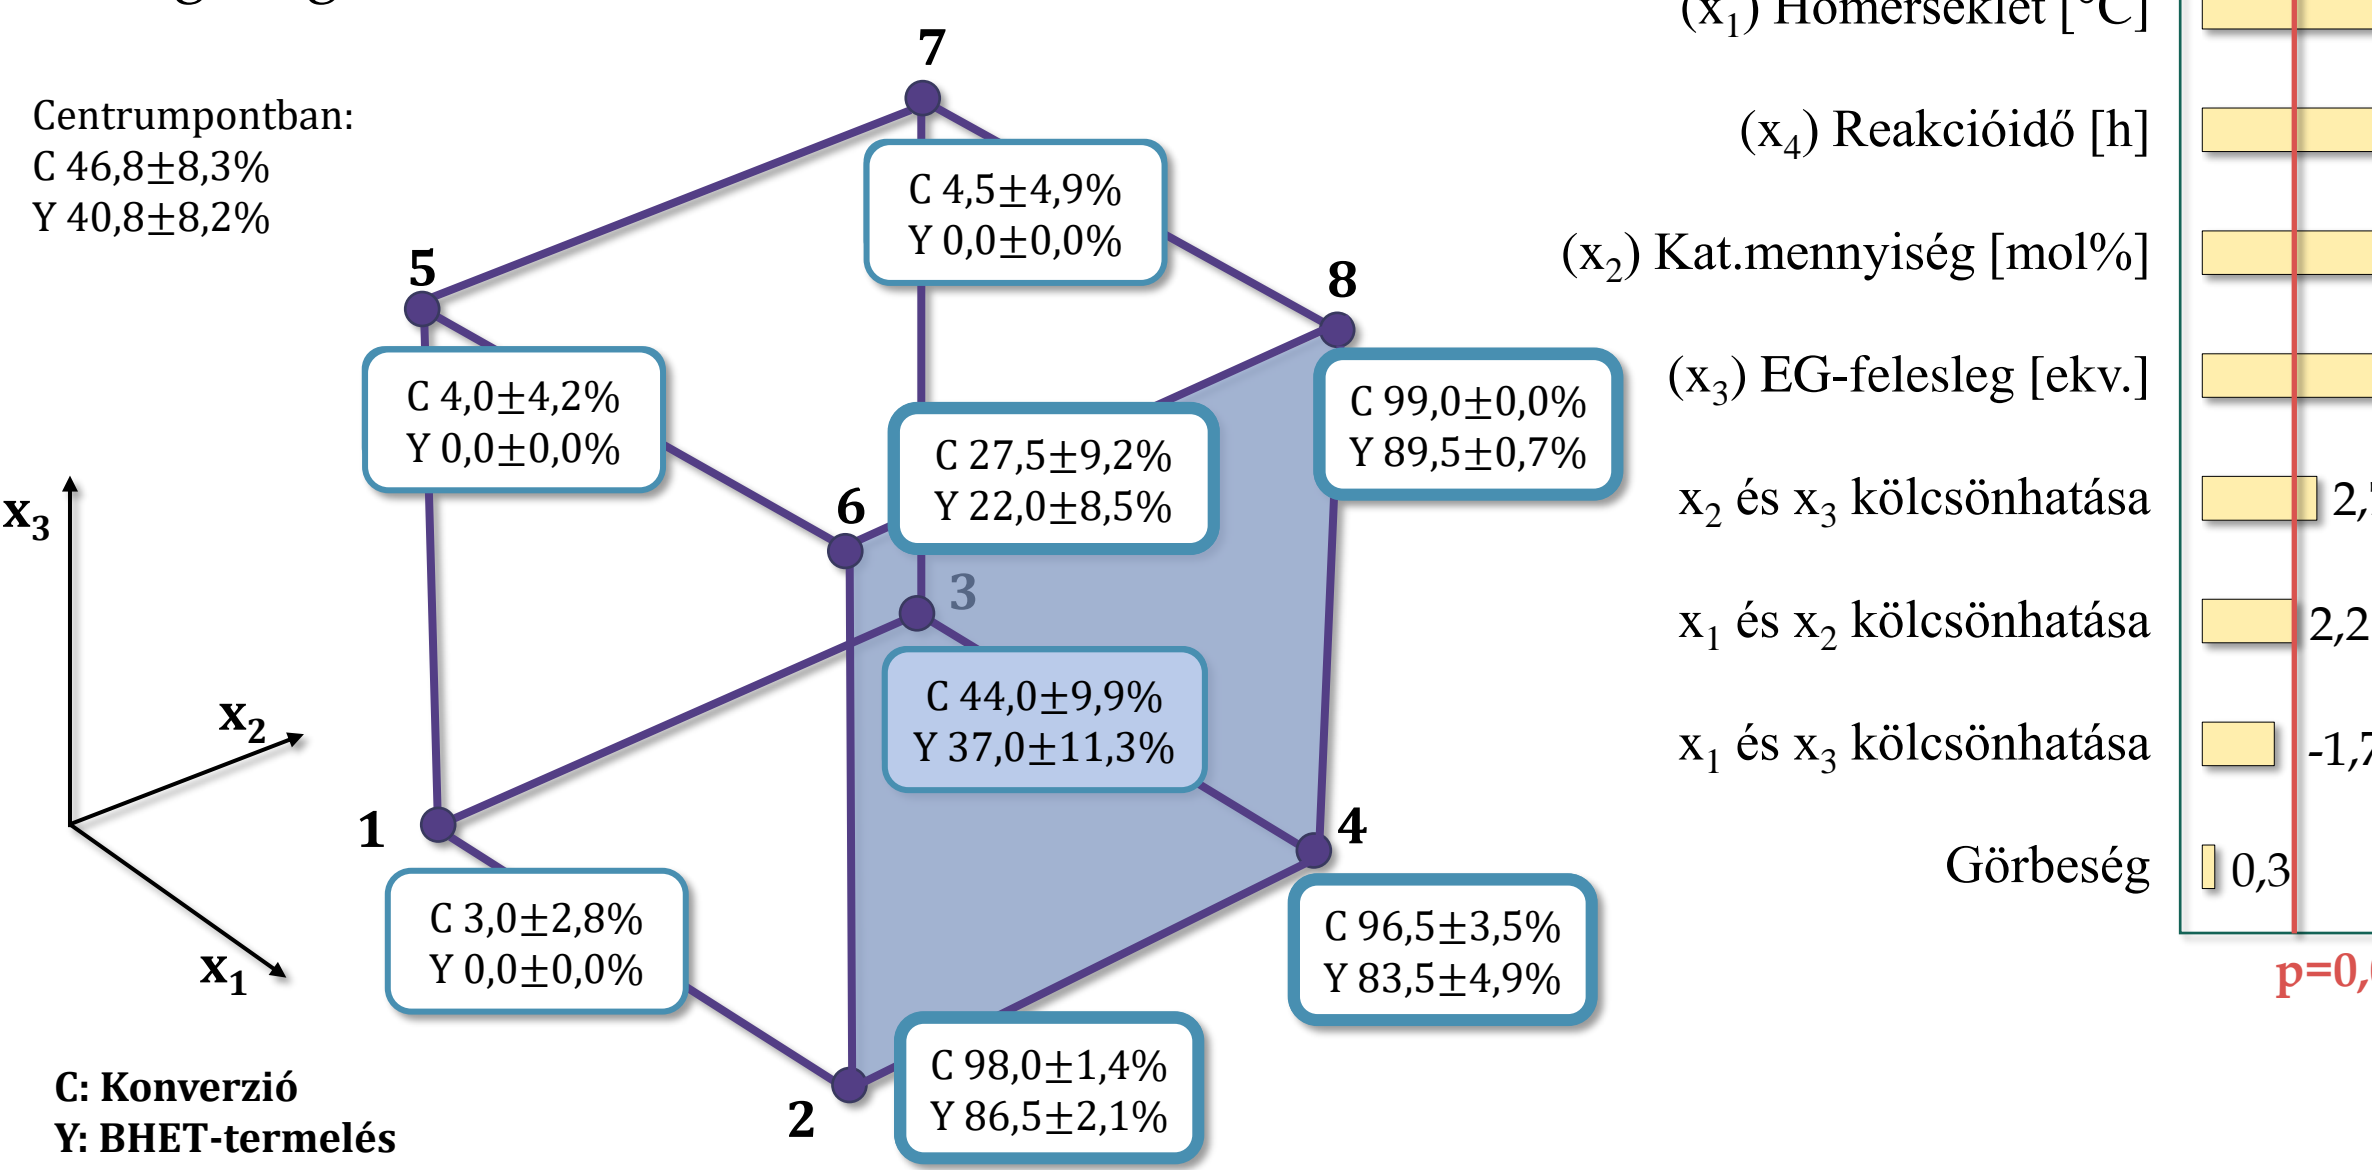 7
Centrumpontban:
C 46,8±8,3%
Y 40,8±8,2%
C 4,5±4,9%
Y 0,0±0,0%
5
8
C 4,0±4,2%
Y 0,0±0,0%
C 99,0±0,0%
Y 89,5±0,7%
C 27,5±9,2%
Y 22,0±8,5%
6
3
x3
x2
x1
C 44,0±9,9%
Y 37,0±11,3%
1
4
C 3,0±2,8%
Y 0,0±0,0%
C 96,5±3,5%
Y 83,5±4,9%
C 98,0±1,4%
Y 86,5±2,1%
2
C: Konverzió
Y: BHET-termelés
(x1) Hőmérséklet [°C]
(x4) Reakcióidő [h]
(x2) Kat.mennyiség [mol%]
(x3) EG-felesleg [ekv.]
x2 és x3 kölcsönhatása 2,
x1 és x2 kölcsönhatása 2,2
x1 és x3 kölcsönhatása -1,7
Görbeség 0,3
p=0,